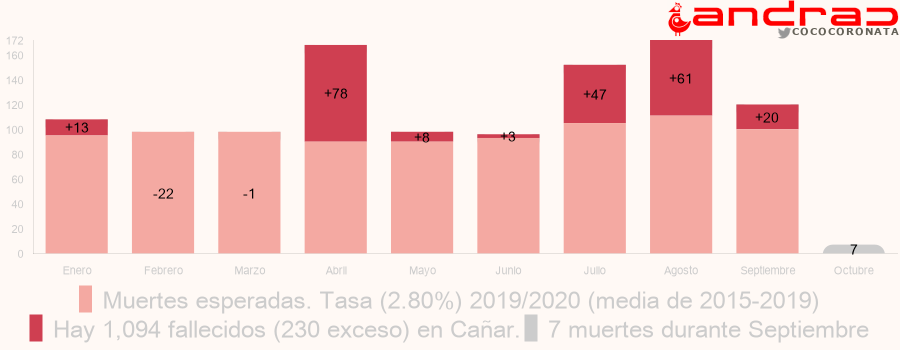 andrab
COCOCORONATA
172
160
140
120
100
80
60
40
20
0
+13
-22
-1
+78
+8
+3
+47
+61
+20
7
Enero
Febrero
Marzo
Abril
Mayo
Junio
Julio
Agosto
Septiembre
Octubre
Muertes esperadas. Tasa (2.80%) 2019/2020 (media de 2015-2019)
Hay 1,094 fallecidos (230 exceso) en Cañar. 7 muertes durante Septiembre